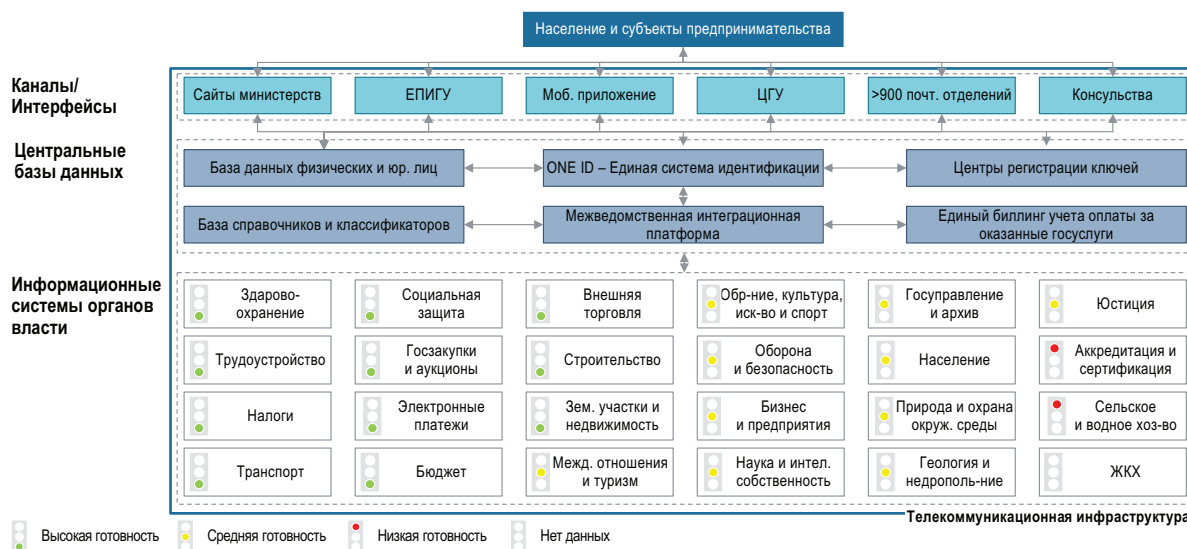 Население и субъекты предпринимательства
Каналы/
Интерфейсы
Сайты министерств
ЕПИГУ
Моб. приложение
ЦГУ
>900 почт. отделений
Консульства
Центральные
базы данных
База данных физических и юр. лиц
ONE ID – Единая система идентификации
Центры регистрации ключей
База справочников и классификаторов
Межведомственная интеграционная
платформа
Единый биллинг учета оплаты за
оказанные госуслуги
Информационные
системы органов
власти
Здарово-
охранение
Социальная
защита
Внешняя
торговля
Обр-ние, культура,
иск-во и спорт
Госуправление
и архив
Юстиция
Трудоустройство
Госзакупки
и аукционы
Строительство
Оборона
и безопасность
Население
Аккредитация и
сертификация
Налоги
Электронные
платежи
Зем. участки и
недвижимость
Бизнес
и предприятия
Природа и охрана
окруж. среды
Сельское
и водное хоз-во
Транспорт
Бюджет
Межд. отношения
и туризм
Наука и интел.
собственность
Геология и
недрополь-ние
ЖКХ
Телекоммуникационная инфраструктура
Высокая готовность
Средняя готовность
Низкая готовность
Нет данных